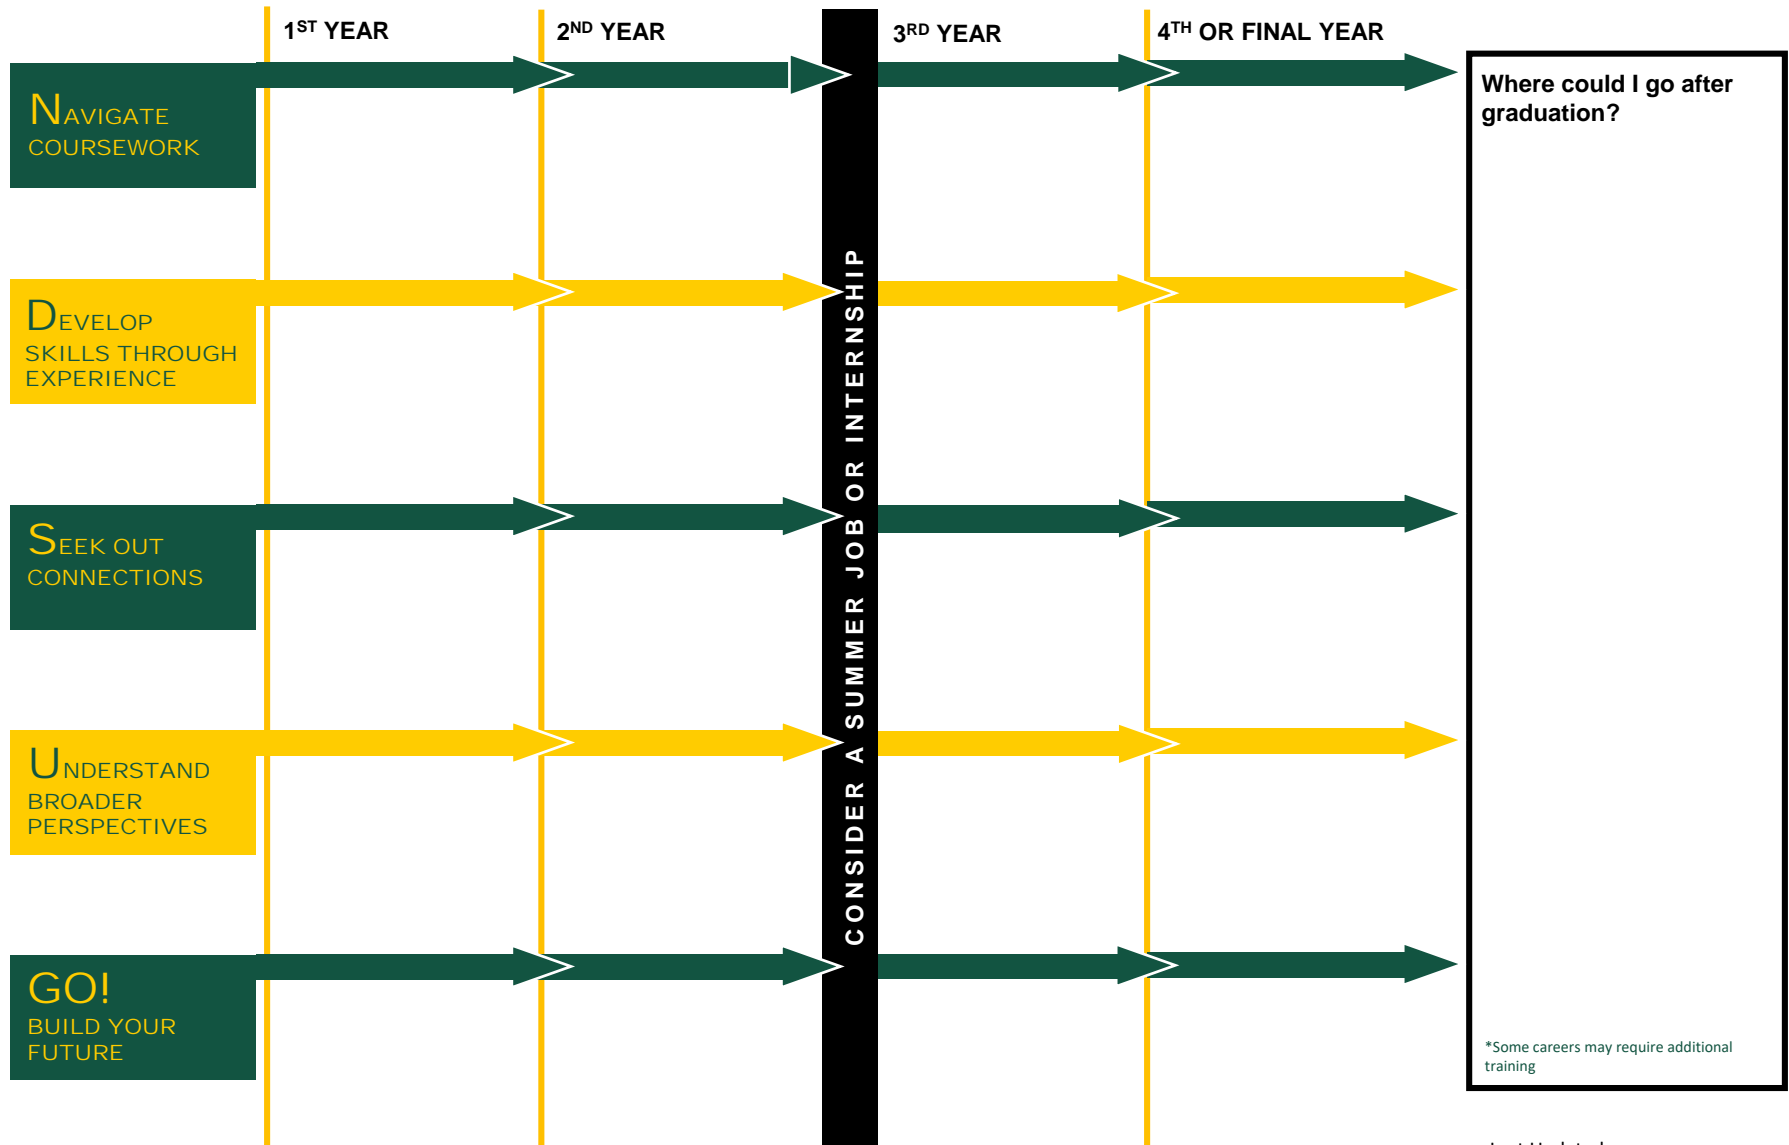 1ST YEAR
2ND YEAR
3RD YEAR
4TH OR FINAL YEAR
NAVIGATE
COURSEWORK
Where could I go after
graduation?
DEVELOP
SKILLS THROUGH
EXPERIENCE
SEEK OUT
CONNECTIONS
UNDERSTAND
BROADER
PERSPECTIVES
GO!
BUILD YOUR
FUTURE
CONSIDER A SUMMER JOB OR INTERNSHIP
*Some careers may require additional
training